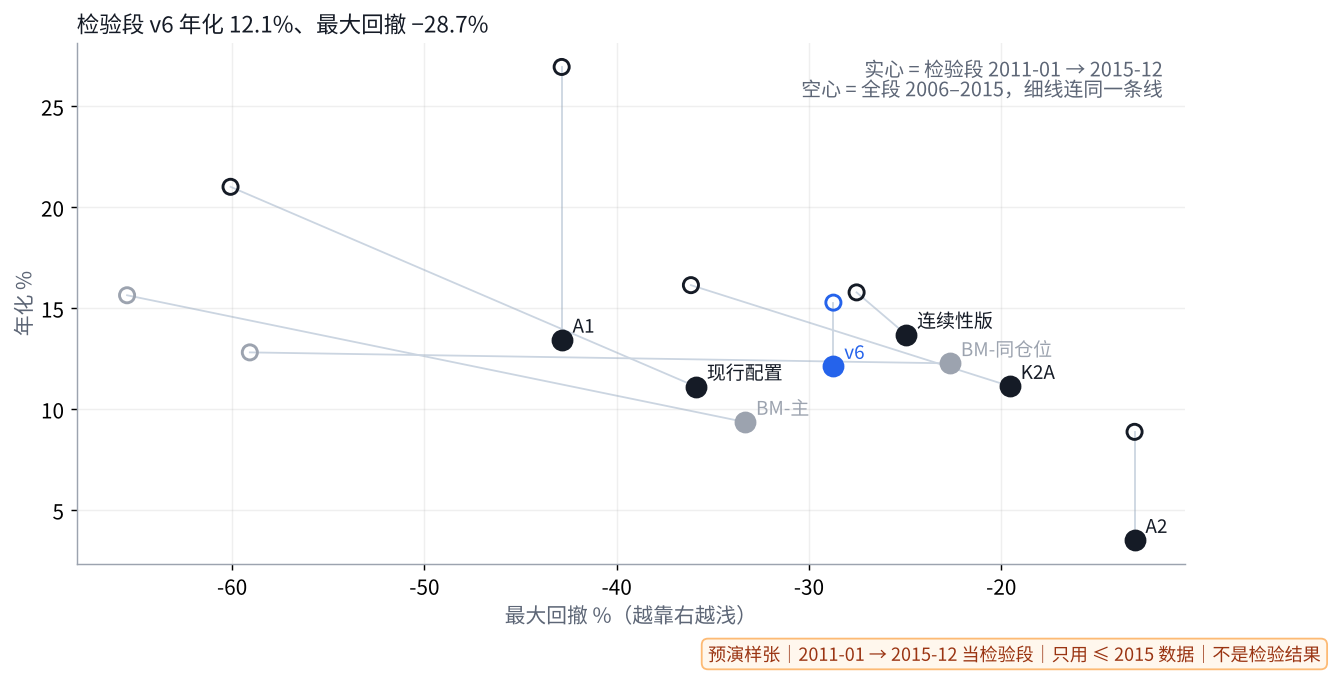 检验段 v6 年化 12.1%、最大回撤 −28.7%
实心 = 检验段 2011-01 → 2015-12
空心 = 全段 2006–2015，细线连同一条线
年化 %
25
20
15
10
5
A1
现行配置
BM-主
v6
连续性版
BM-同仓位
K2A
A2
-60
-50
-40
-30
-20
最大回撤 %（越靠右越浅）
预演样张｜2011-01 → 2015-12 当检验段｜只用 ≤ 2015 数据｜不是检验结果